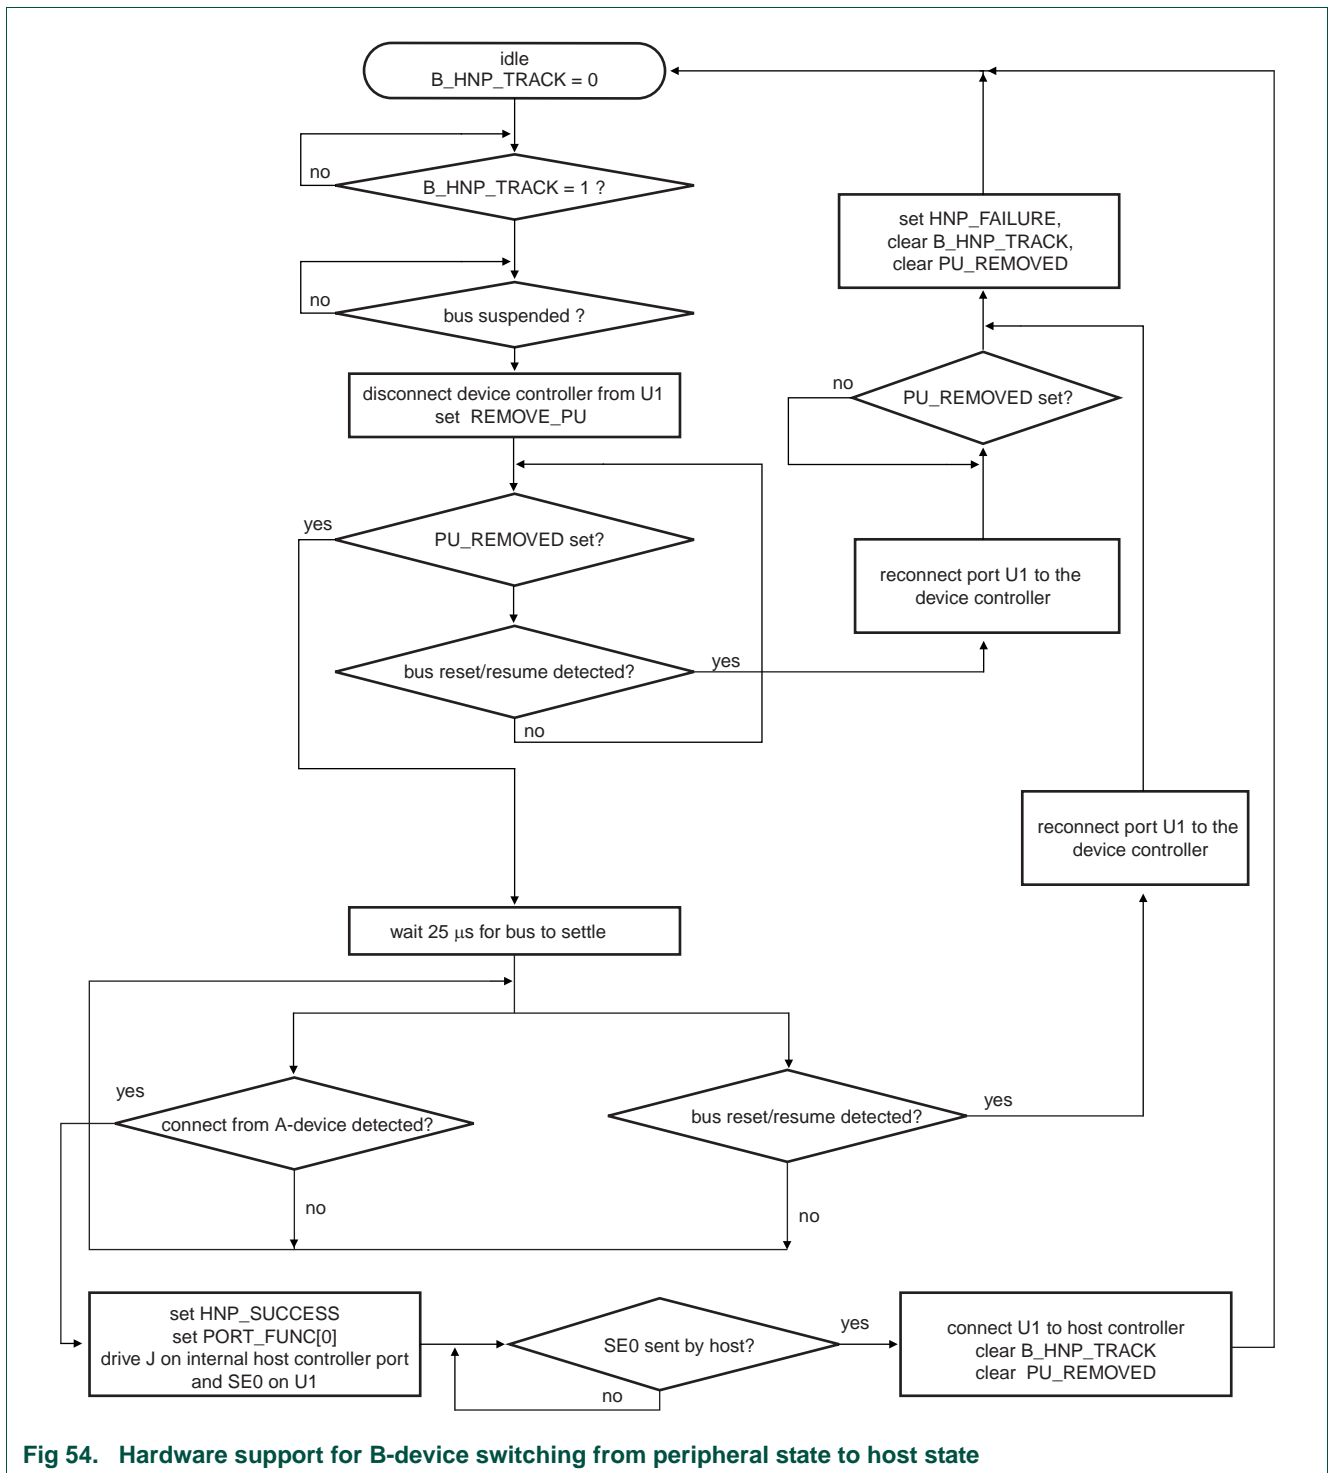 idle
B_HNP_TRACK = 0
no
B_HNP_TRACK = 1 ?
no
bus suspended ?
disconnect device controller from U1
set REMOVE_PU
yes
PU_REMOVED set?
bus reset/resume detected?
yes
no
set HNP_FAILURE,
clear B_HNP_TRACK,
clear PU_REMOVED
no
PU_REMOVED set?
reconnect port U1 to the
device controller
reconnect port U1 to the
device controller
wait 25 μs for bus to settle
yes
connect from A-device detected?
no
bus reset/resume detected?
yes
no
set HNP_SUCCESS
set PORT_FUNC[0]
drive J on internal host controller port
and SE0 on U1
SE0 sent by host?
yes
no
connect U1 to host controller
clear B_HNP_TRACK
clear PU_REMOVED
Fig 54. Hardware support for B-device switching from peripheral state to host state